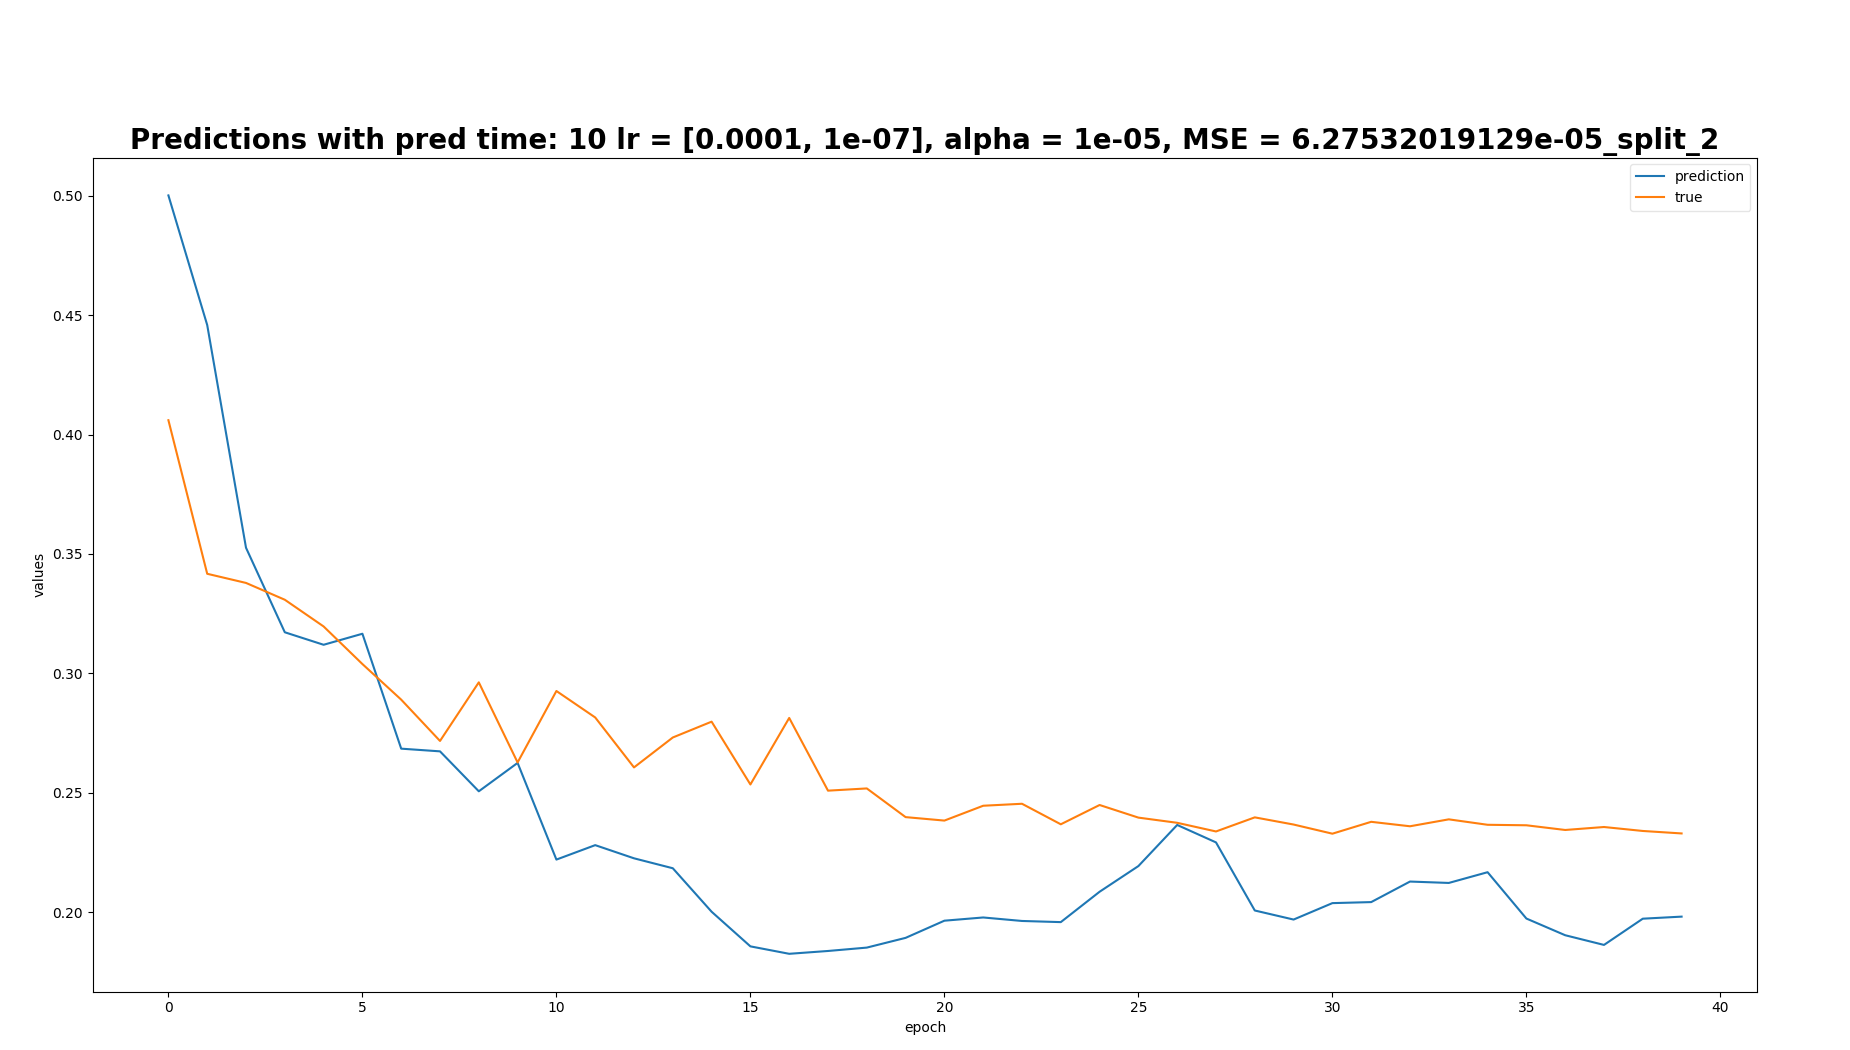 Predictions with pred time: 10 lr = [0.0001, 1e-07], alpha = 1e-05, MSE = 6.27532019129e-05_split_2
prediction
true
values
0.50
0.45
0.40
0.35
0.30
0.25
0.20
0 5 10 15 20 25 30 35 40
epoch